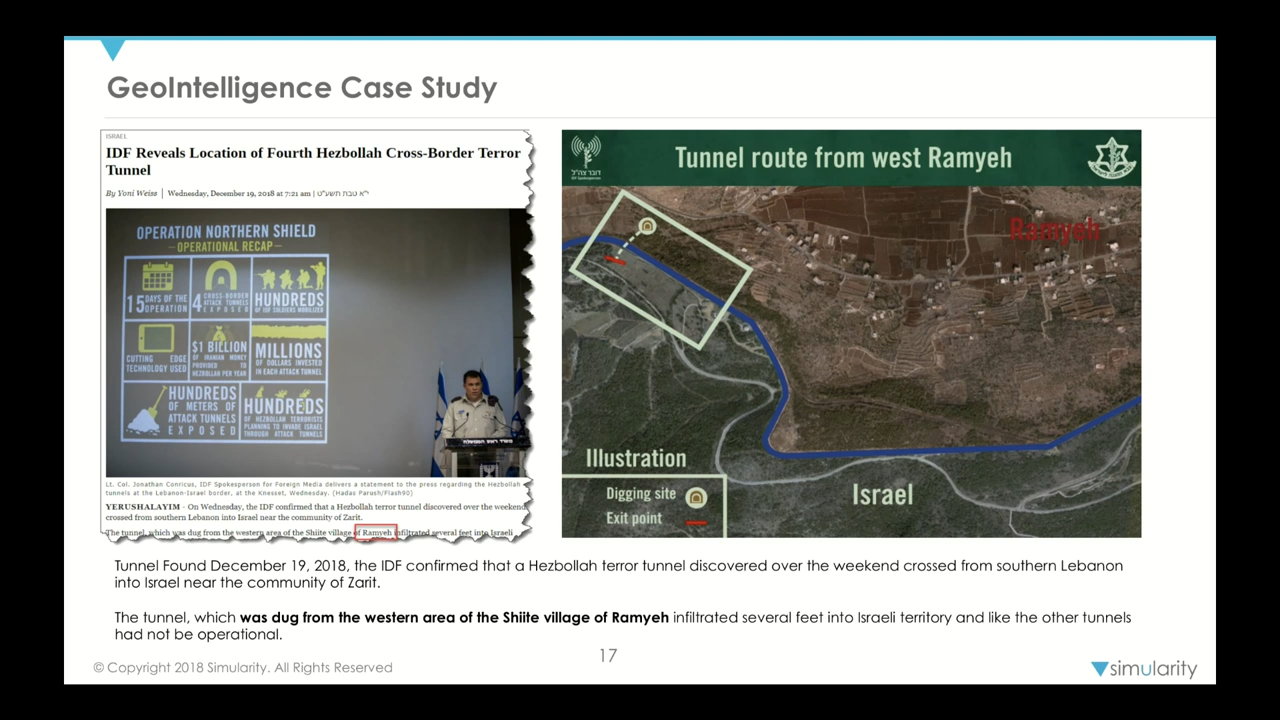 GeoIntelligence Case Study
ISRAEL
IDF Reveals Location of Fourth Hezbollah Cross-Border Terror
Tunnel
By Yoni Weiss | Wednesday, December 19, 2018 at 7:21 am | י"א טבת תשע"ט
OPERATION NORTHERN SHIELD
–OPERATIONAL RECAP–
15 DAYS OF THE
OPERATION
4 CROSS-BORDER
ATTACK TUNNELS
EXPOSED
HUNDREDS
OF IDF SOLDIERS MOBILIZED
CUTTING EDGE
TECHNOLOGY USED
$1 BILLION
OF IRANIAN MONEY
PROVIDED TO
HEZBOLLAH PER YEAR
MILLIONS
OF DOLLARS INVESTED
IN EACH ATTACK TUNNEL
HUNDREDS
OF METERS OF
ATTACK TUNNELS
EXPOSED
HUNDREDS
OF HEZBOLLAH TERRORISTS
PLANNING TO INVADE ISRAEL
THROUGH ATTACK TUNNELS
משרד ראש הממשלה
Lt. Col. Jonathan Conricus, IDF Spokesperson for Foreign Media delivers a statement to the press regarding the Hezbollah
tunnels at the Lebanon-Israel border, at the Knesset, Wednesday. (Hadas Parush/Flash90)
YERUSHALAYIM - On Wednesday, the IDF confirmed that a Hezbollah terror tunnel discovered over the weekend
crossed from southern Lebanon into Israel near the community of Zarit.
The tunnel, which was dug from the western area of the Shiite village of Ramyeh infiltrated several feet into Israeli
דובר צה"ל
IDF Spokesperson
Tunnel route from west Ramyeh
Ramyeh
Israel
Illustration
Digging site
Exit point
Tunnel Found December 19, 2018, the IDF confirmed that a Hezbollah terror tunnel discovered over the weekend crossed from southern Lebanon
into Israel near the community of Zarit.
The tunnel, which was dug from the western area of the Shiite village of Ramyeh infiltrated several feet into Israeli territory and like the other tunnels
had not be operational.
17
© Copyright 2018 Simularity. All Rights Reserved
simularity